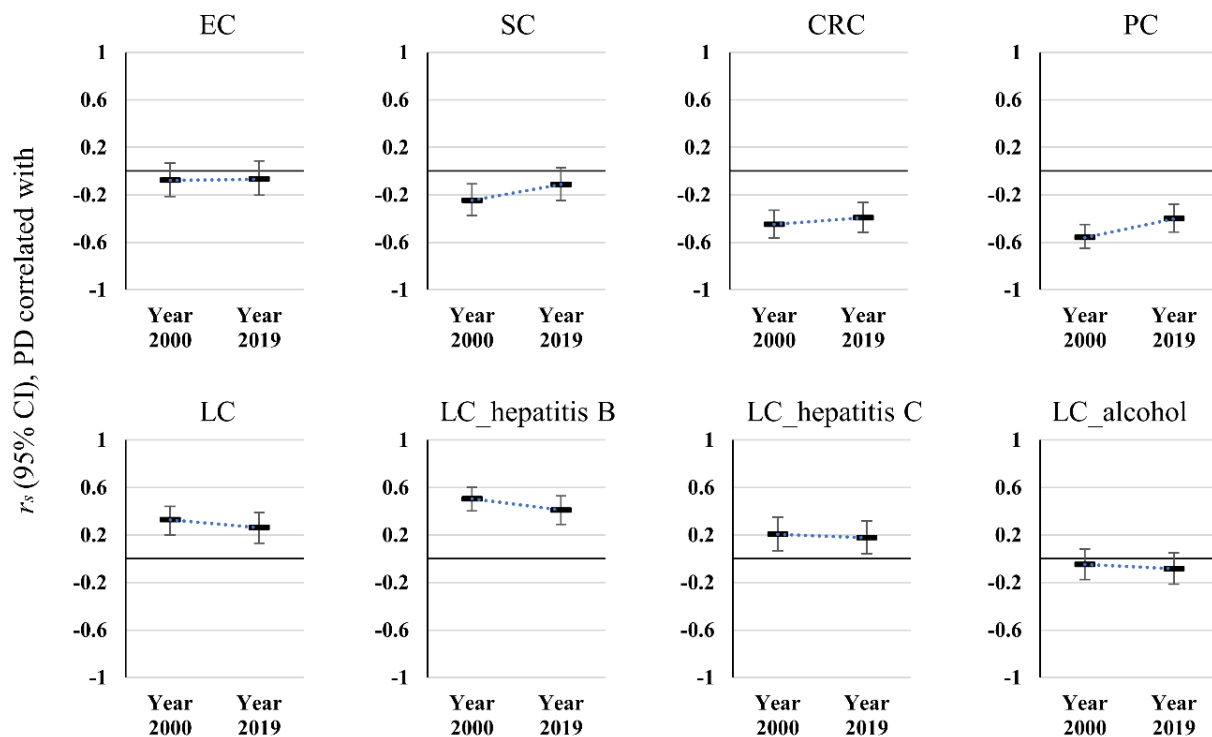 EC SC CRC PC
rs (95% CI), PD correlated with
1 1 1 1
0.6 0.6 0.6 0.6
0.2 0.2 0.2 0.2
-0.2 -0.2 -0.2 -0.2
-0.6 -0.6 -0.6 -0.6
-1 -1 -1 -1
Year Year Year Year Year Year Year Year
2000 2019 2000 2019 2000 2019 2000 2019
LC LC_hepatitis B LC_hepatitis C LC_alcohol
1 1 1 1
0.6 0.6 0.6 0.6
0.2 0.2 0.2 0.2
-0.2 -0.2 -0.2 -0.2
-0.6 -0.6 -0.6 -0.6
-1 -1 -1 -1
Year Year Year Year Year Year Year Year
2000 2019 2000 2019 2000 2019 2000 2019